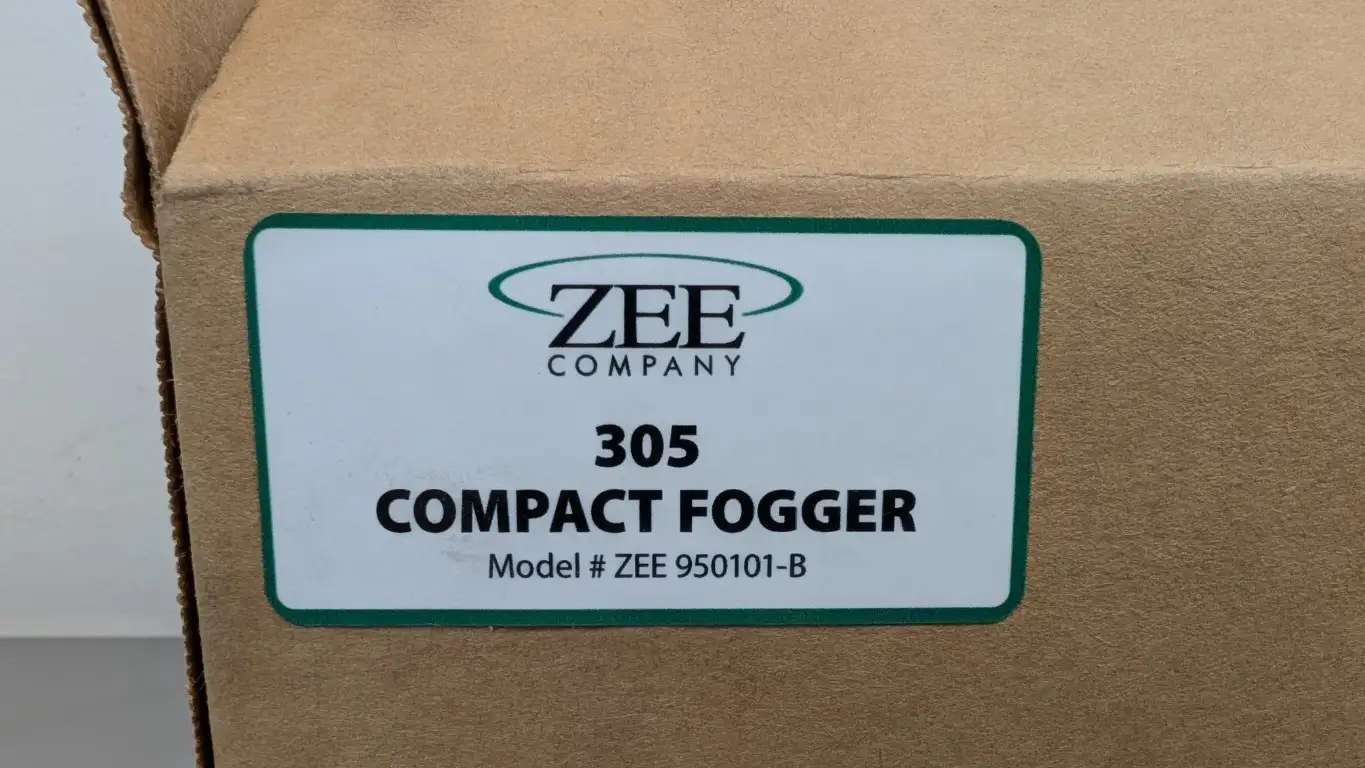 ZEE
COMPANY
305
COMPACT FOGGER
Model # ZEE 950101-B